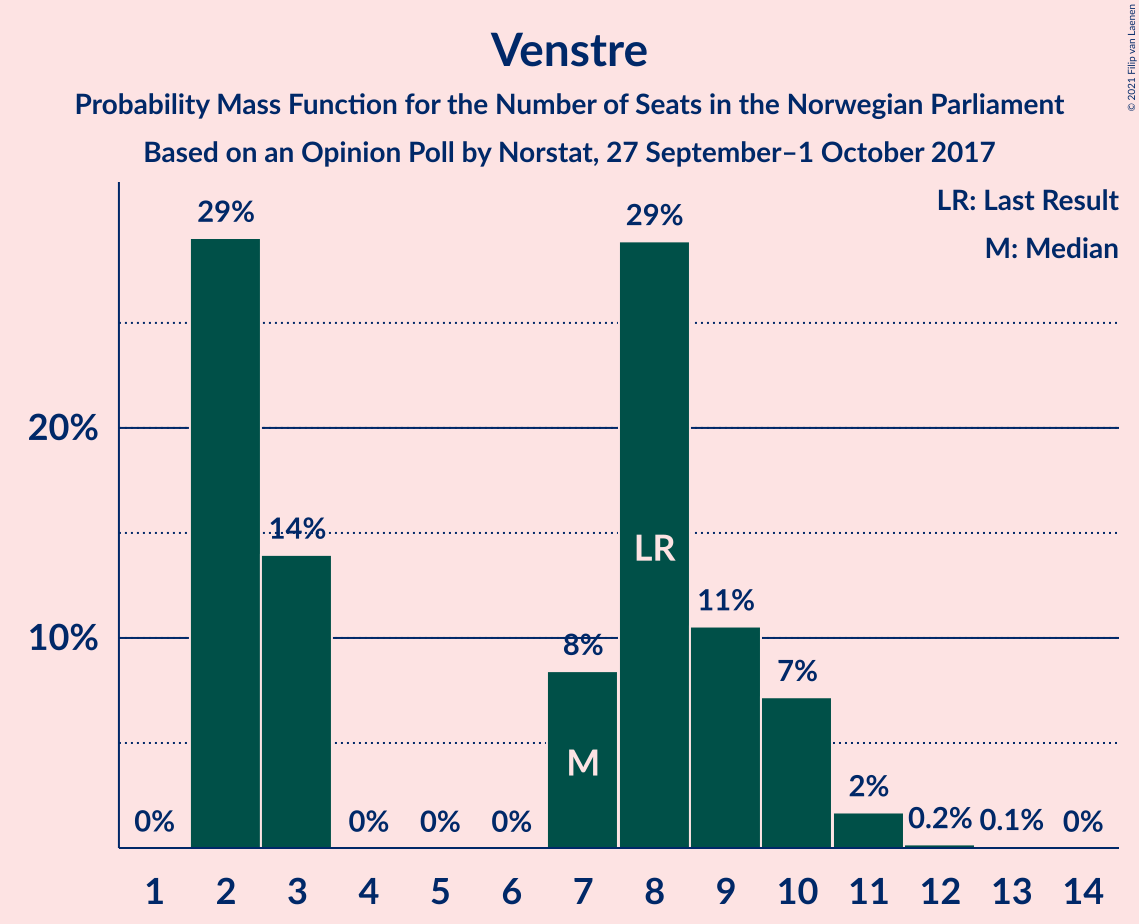 Venstre
Probability Mass Function for the Number of Seats in the Norwegian Parliament
Based on an Opinion Poll by Norstat, 27 September–1 October 2017
© 2021 Filip van Laenen
LR: Last Result
M: Median
29%
29%
20%
14%
LR
11%
10%
8%
7%
M
2%
0%
0%
0%
0%
0.2%
0.1%
0%
1 2 3 4 5 6 7 8 9 10 11 12 13 14